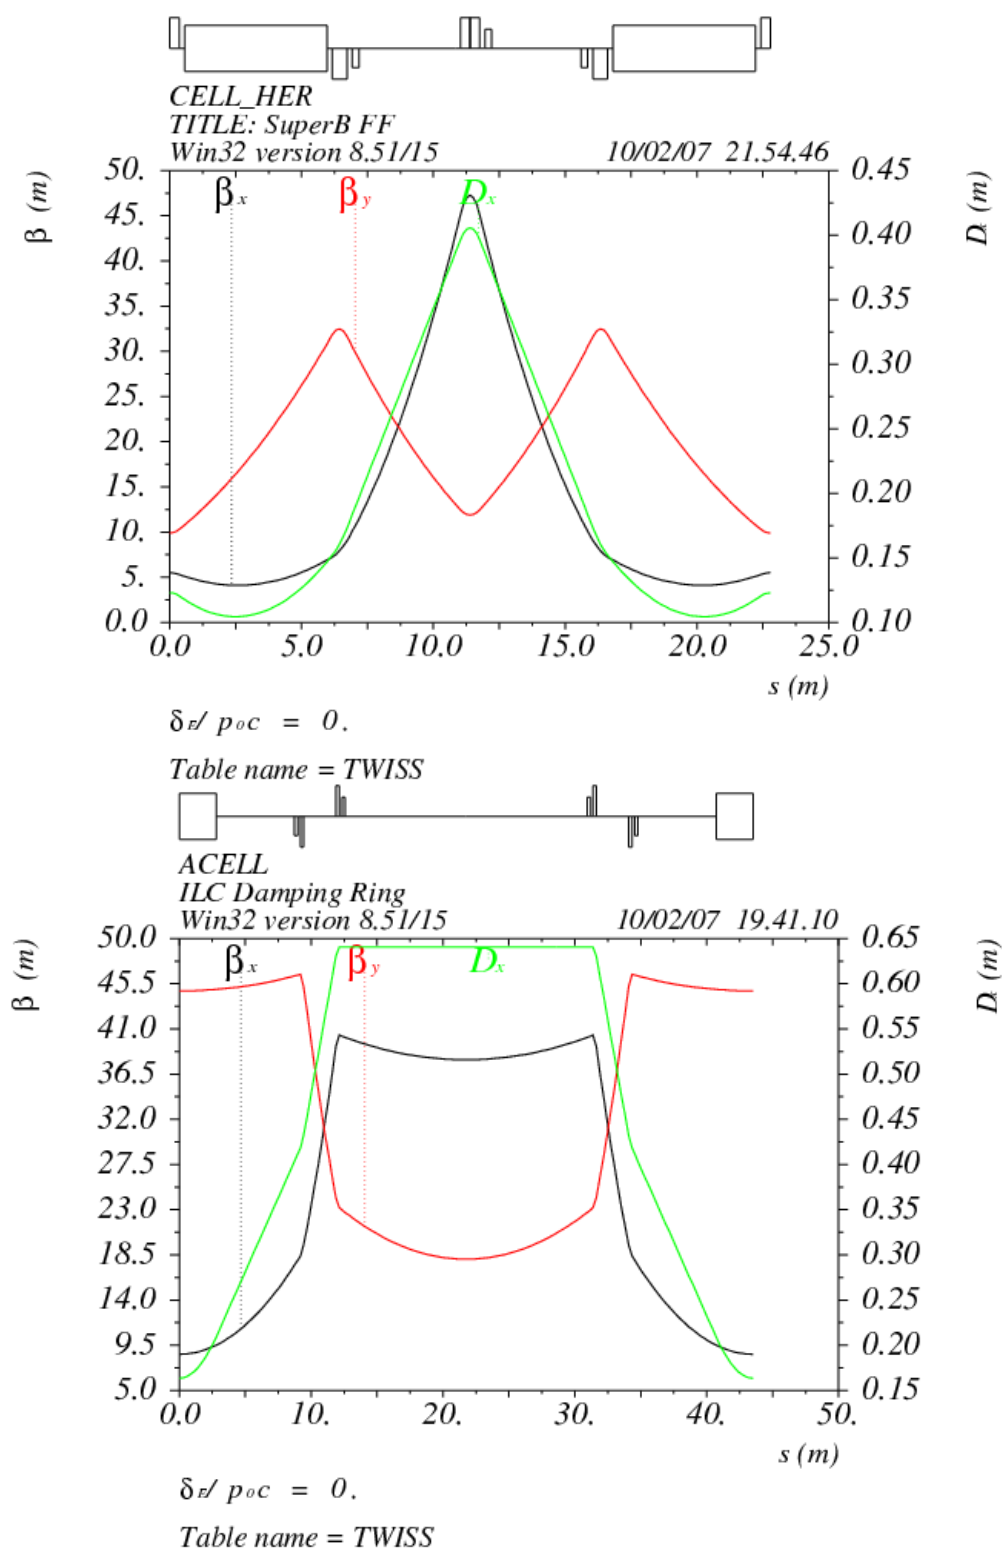 CELL_HER
TITLE: SuperB FF
Win32 version 8.51/15 10/02/07 21.54.46
β (m)
50.
45.
40.
35.
30.
25.
20.
15.
10.
5.
0.0
βx βy Dx
0.45
0.40
0.35
0.30
0.25
0.20
0.15
0.10
Dx (m)
0.0 5.0 10.0 15.0 20.0 25.0
s (m)
δE/ p0c = 0.
Table name = TWISS
ACELL
ILC Damping Ring
Win32 version 8.51/15 10/02/07 19.41.10
β (m)
50.0
45.5
41.0
36.5
32.0
27.5
23.0
18.5
14.0
9.5
5.0
βx βy Dx
0.65
0.60
0.55
0.50
0.45
0.40
0.35
0.30
0.25
0.20
0.15
Dx (m)
0.0 10. 20. 30. 40. 50.
s (m)
δE/ p0c = 0.
Table name = TWISS